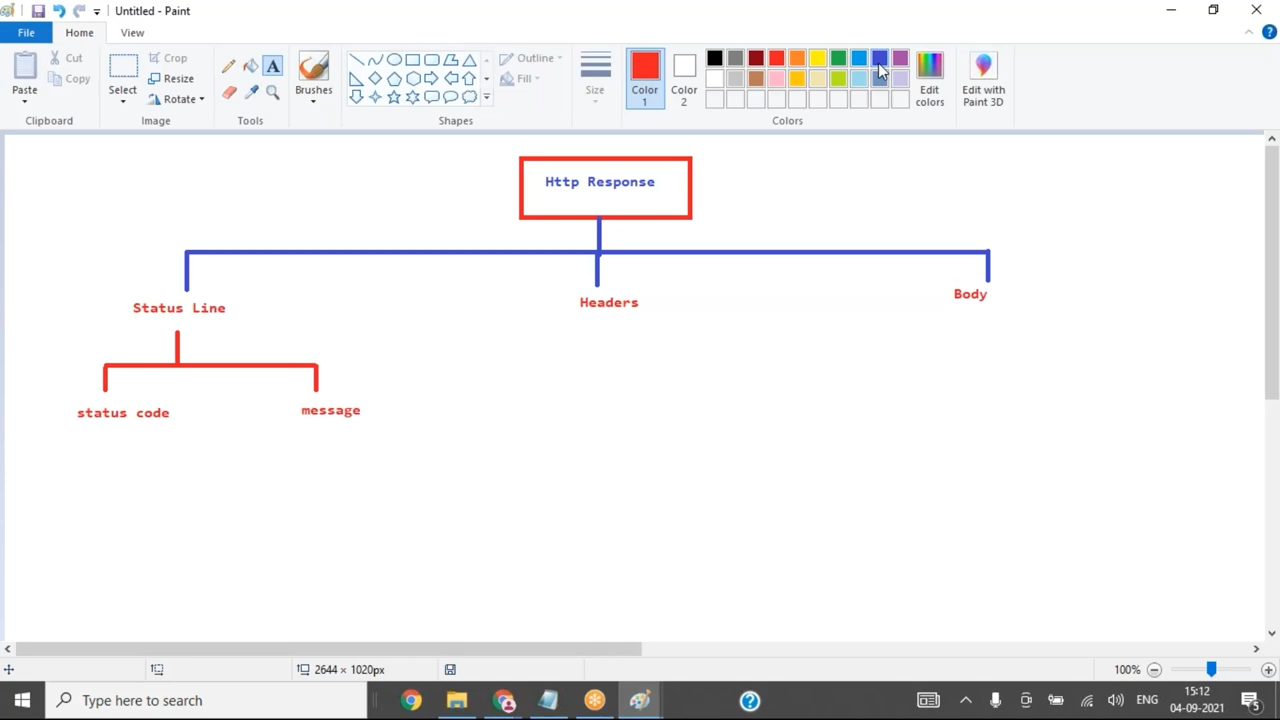 Untitled - Paint
File
Home
View
Paste
Cut
Copy
Clipboard
Select
Crop
Resize
Rotate
Image
A
Tools
Brushes
Outline
Fill
Shapes
Size
Color 1
Color 2
Edit colors
Colors
Edit with Paint 3D
Http Response
Status Line
Headers
Body
status code
message
2644 × 1020px
100%
Type here to search
ENG
15:12
04-09-2021
5